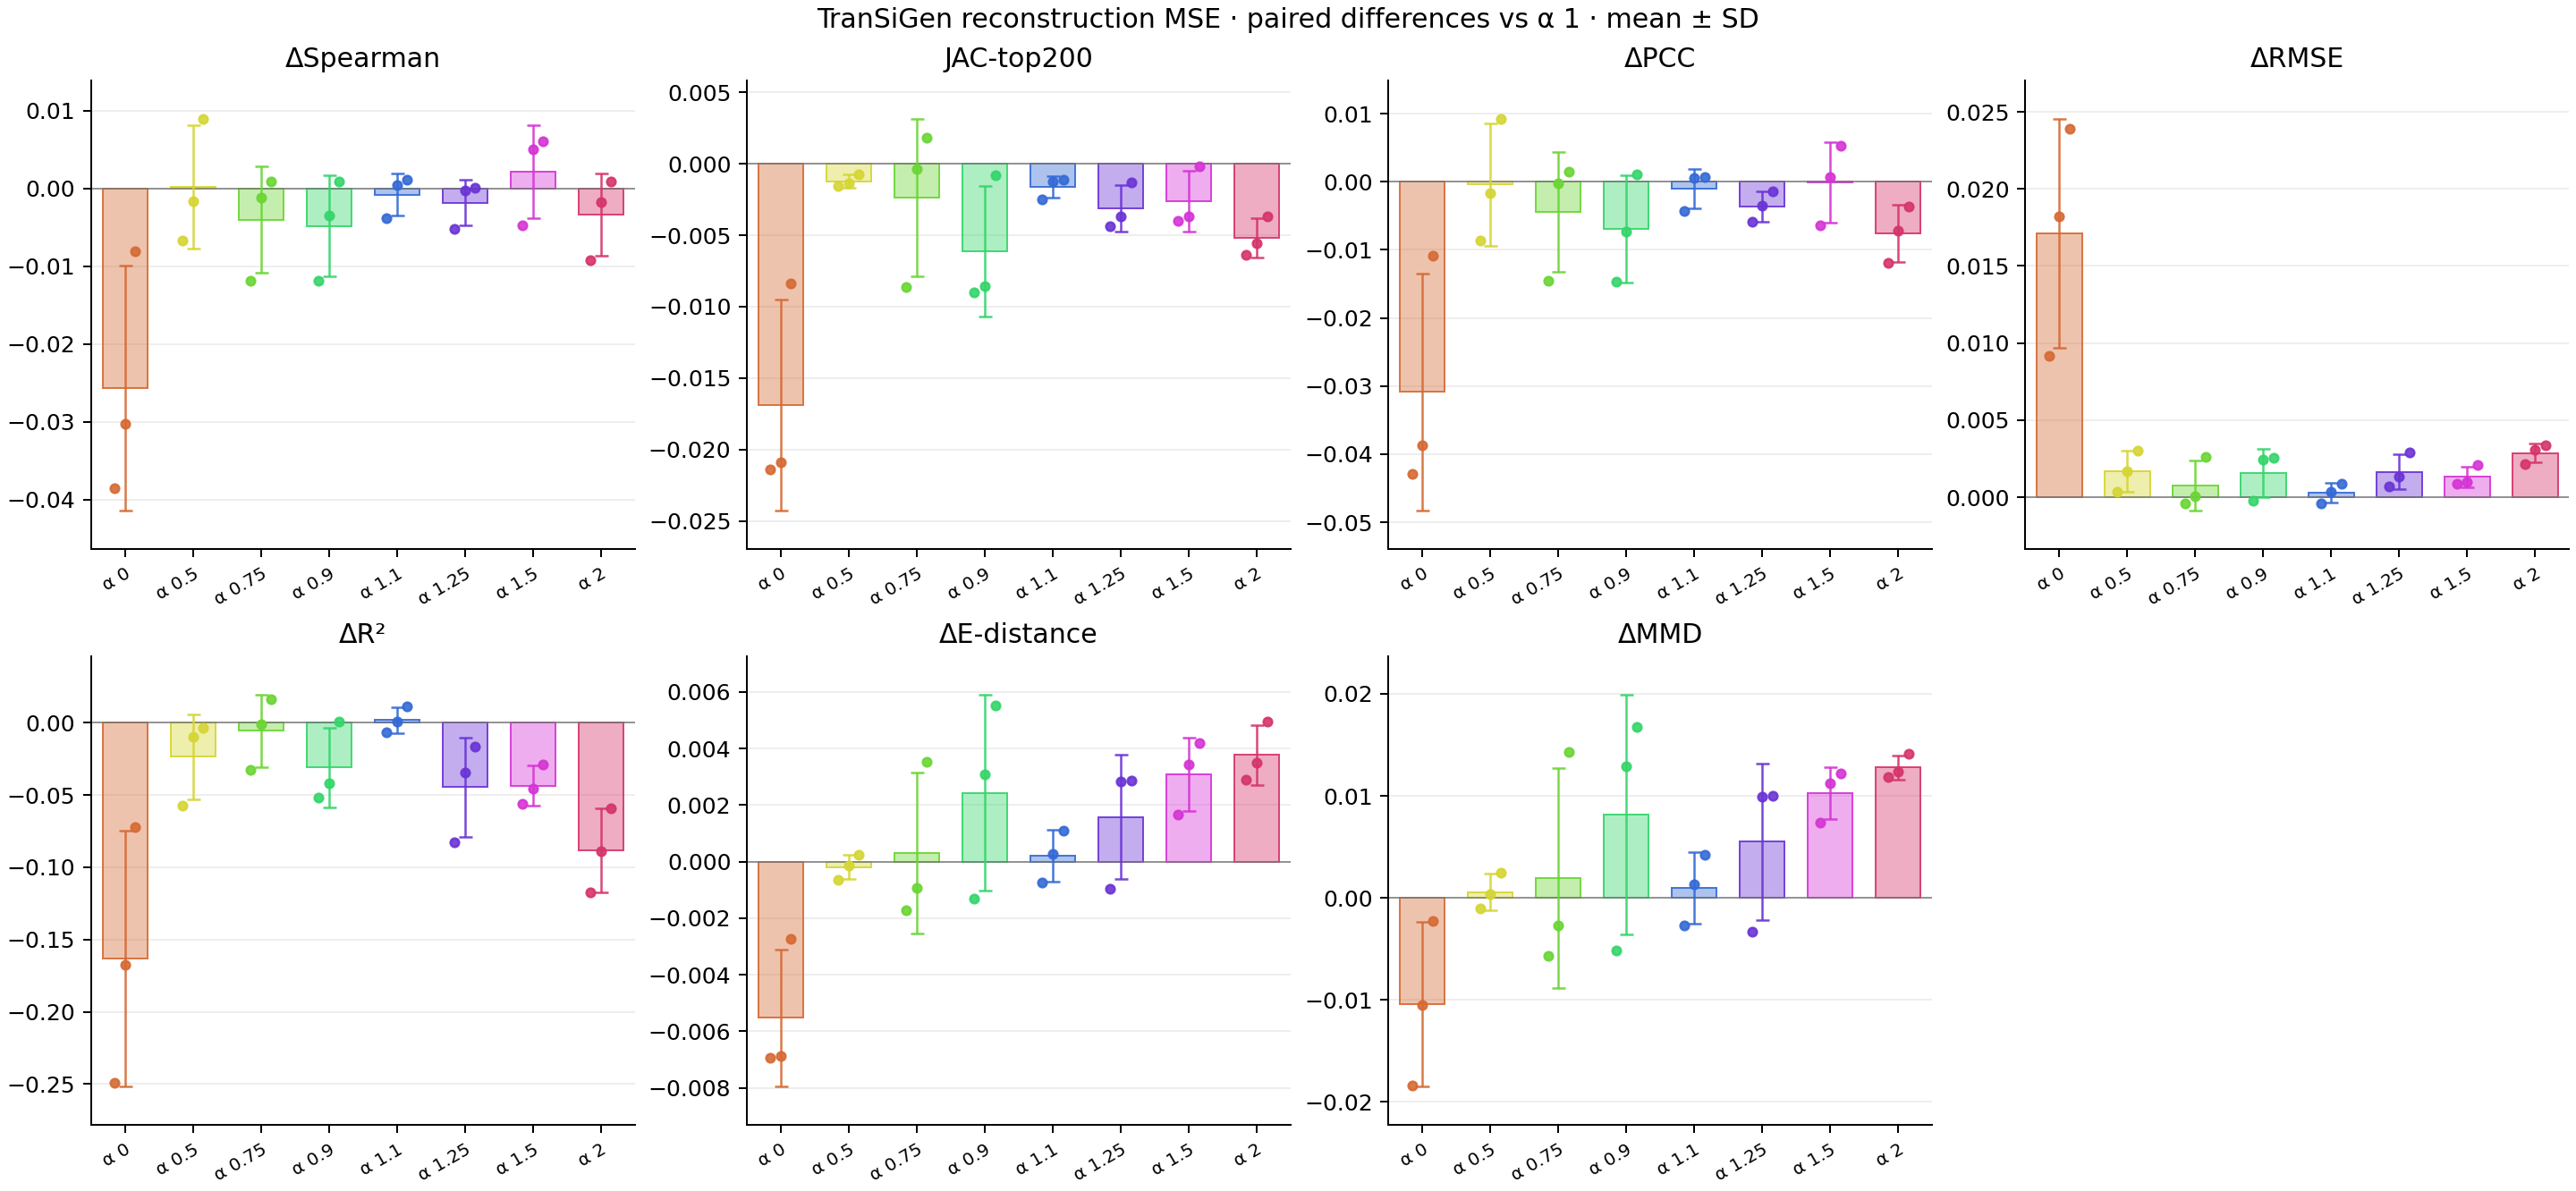 TranSiGen reconstruction MSE · paired differences vs α 1 · mean ± SD
ΔSpearman
0.01
0.00
−0.01
−0.02
−0.03
−0.04
α 0
α 0.5
α 0.75
α 0.9
α 1.1
α 1.25
α 1.5
α 2
JAC-top200
0.005
0.000
−0.005
−0.010
−0.015
−0.020
−0.025
α 0
α 0.5
α 0.75
α 0.9
α 1.1
α 1.25
α 1.5
α 2
ΔPCC
0.01
0.00
−0.01
−0.02
−0.03
−0.04
−0.05
α 0
α 0.5
α 0.75
α 0.9
α 1.1
α 1.25
α 1.5
α 2
ΔRMSE
0.025
0.020
0.015
0.010
0.005
0.000
α 0
α 0.5
α 0.75
α 0.9
α 1.1
α 1.25
α 1.5
α 2
ΔR²
0.00
−0.05
−0.10
−0.15
−0.20
−0.25
α 0
α 0.5
α 0.75
α 0.9
α 1.1
α 1.25
α 1.5
α 2
ΔE-distance
0.006
0.004
0.002
0.000
−0.002
−0.004
−0.006
−0.008
α 0
α 0.5
α 0.75
α 0.9
α 1.1
α 1.25
α 1.5
α 2
ΔMMD
0.02
0.01
0.00
−0.01
−0.02
α 0
α 0.5
α 0.75
α 0.9
α 1.1
α 1.25
α 1.5
α 2